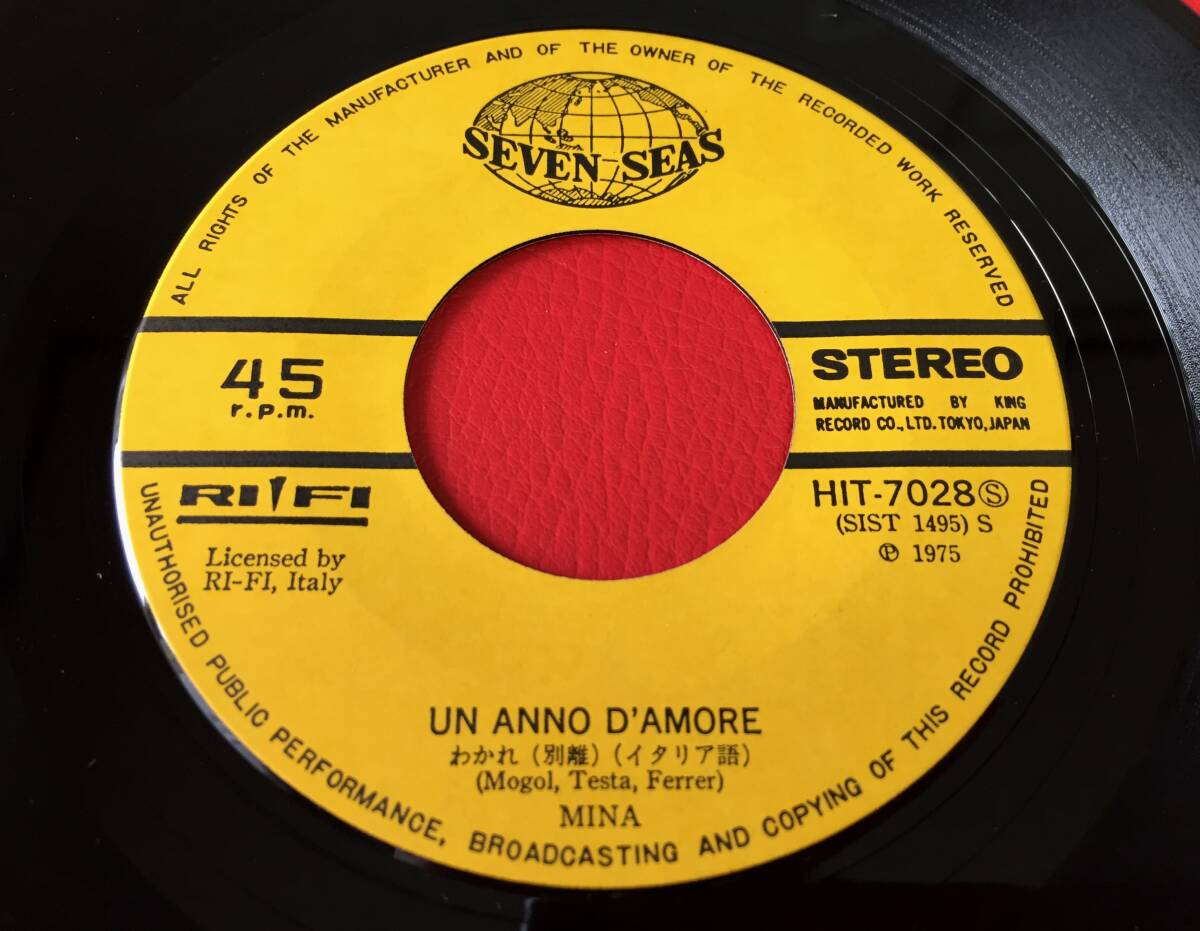 ALL RIGHTS OF THE MANUFACTURER AND OF THE OWNER OF THE RECORDED WORK RESERVED
SEVEN SEAS
45
r.p.m.
STEREO
MANUFACTURED BY KING
RECORD CO., LTD. TOKYO, JAPAN
RI-FI
Licensed by
RI-FI, Italy
HIT-7028Ⓢ
(SIST 1495) S
℗ 1975
UN ANNO D'AMORE
わかれ (別離) (イタリア語)
(Mogol, Testa, Ferrer)
MINA
UNAUTHORISED PUBLIC PERFORMANCE, BROADCASTING AND COPYING OF THIS RECORD PROHIBITED